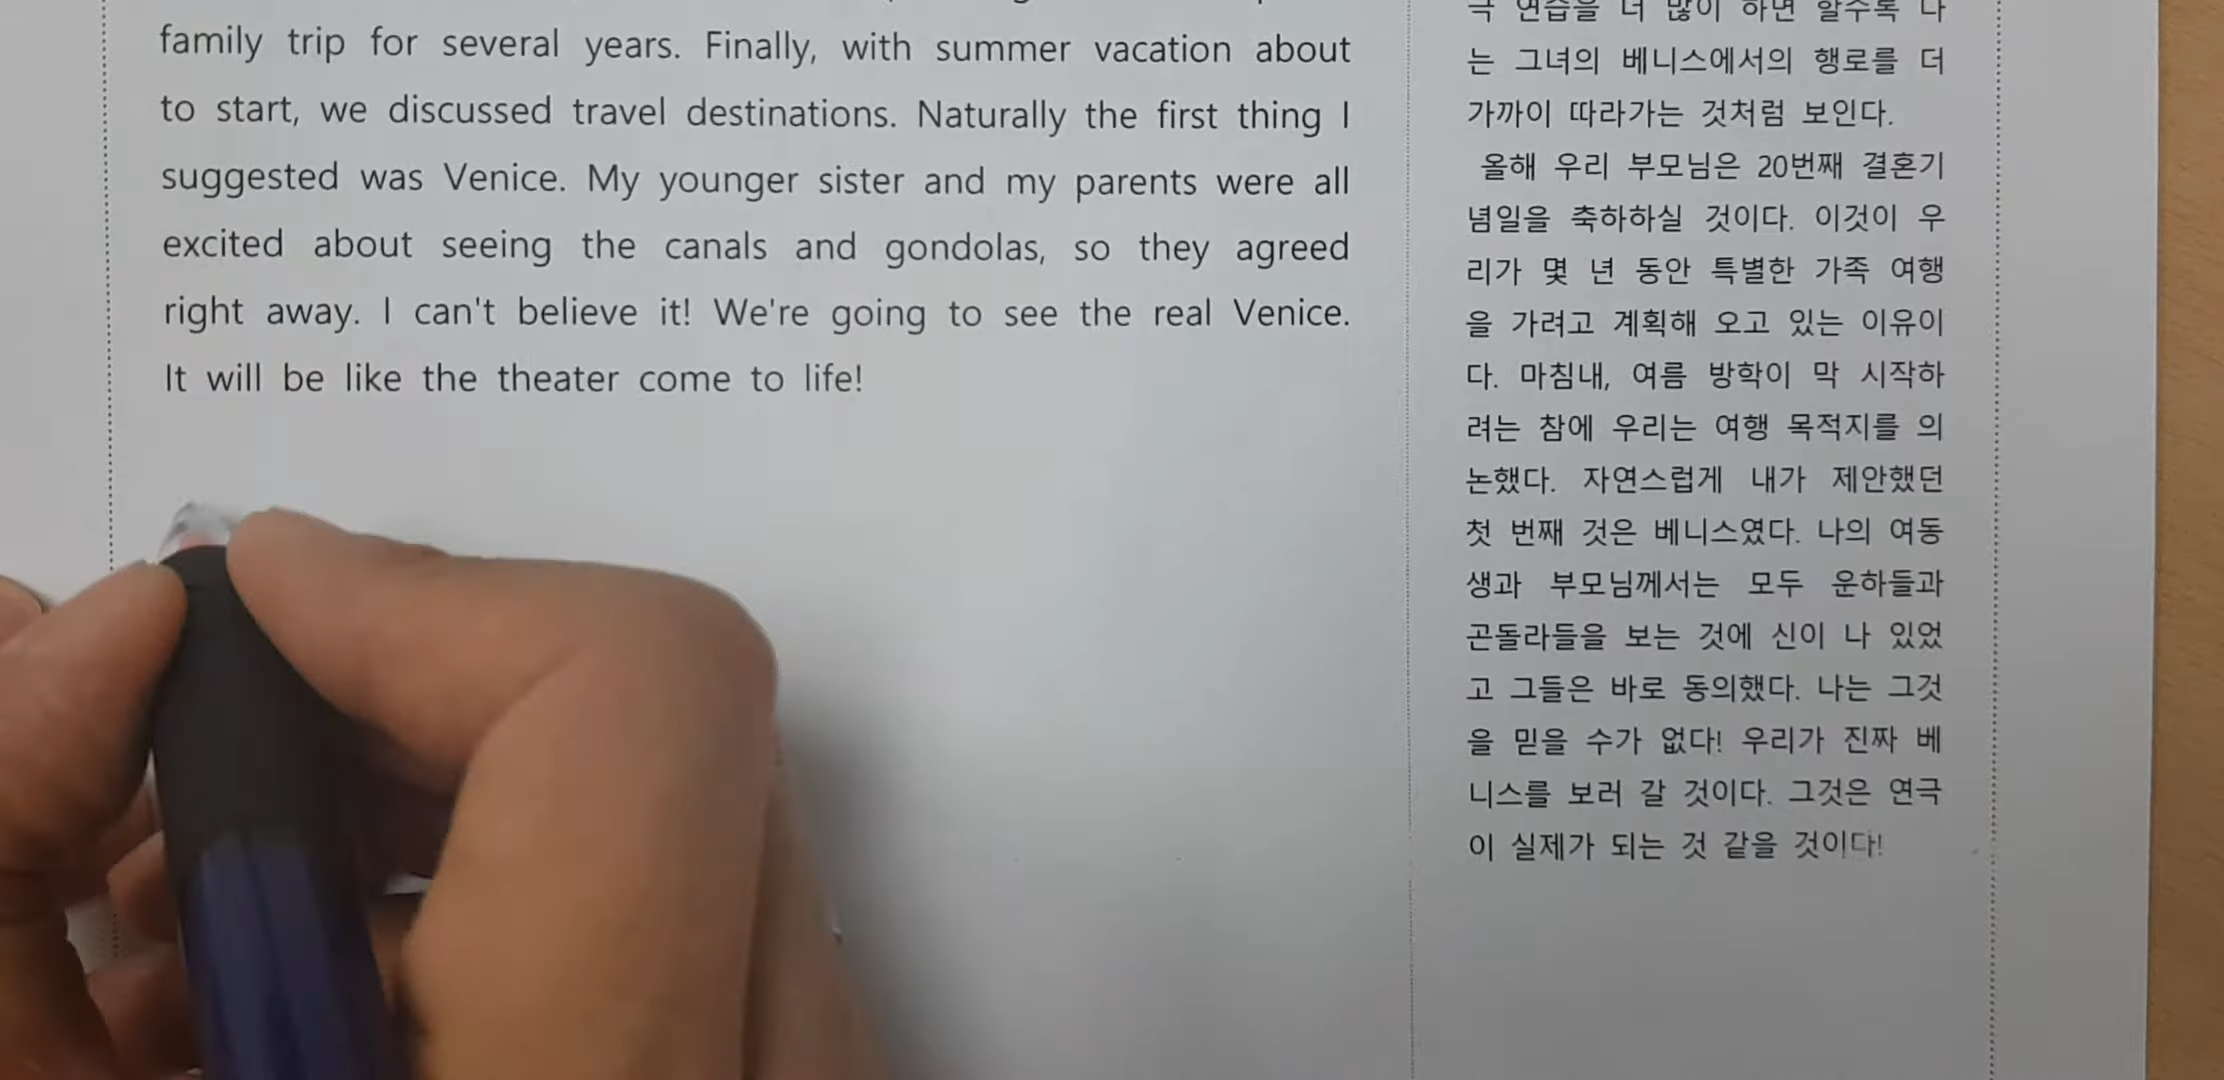 family trip for several years. Finally, with summer vacation about
to start, we discussed travel destinations. Naturally the first thing I
suggested was Venice. My younger sister and my parents were all
excited about seeing the canals and gondolas, so they agreed
right away. I can't believe it! We're going to see the real Venice.
It will be like the theater come to life!
극 연습을 더 많이 하면 할수록 나
는 그녀의 베니스에서의 행로를 더
가까이 따라가는 것처럼 보인다.
올해 우리 부모님은 20번째 결혼기
념일을 축하하실 것이다. 이것이 우
리가 몇 년 동안 특별한 가족 여행
을 가려고 계획해 오고 있는 이유이
다. 마침내, 여름 방학이 막 시작하
려는 참에 우리는 여행 목적지를 의
논했다. 자연스럽게 내가 제안했던
첫 번째 것은 베니스였다. 나의 여동
생과 부모님께서는 모두 운하들과
곤돌라들을 보는 것에 신이 나 있었
고 그들은 바로 동의했다. 나는 그것
을 믿을 수가 없다! 우리가 진짜 베
니스를 보러 갈 것이다. 그것은 연극
이 실제가 되는 것 같을 것이다!